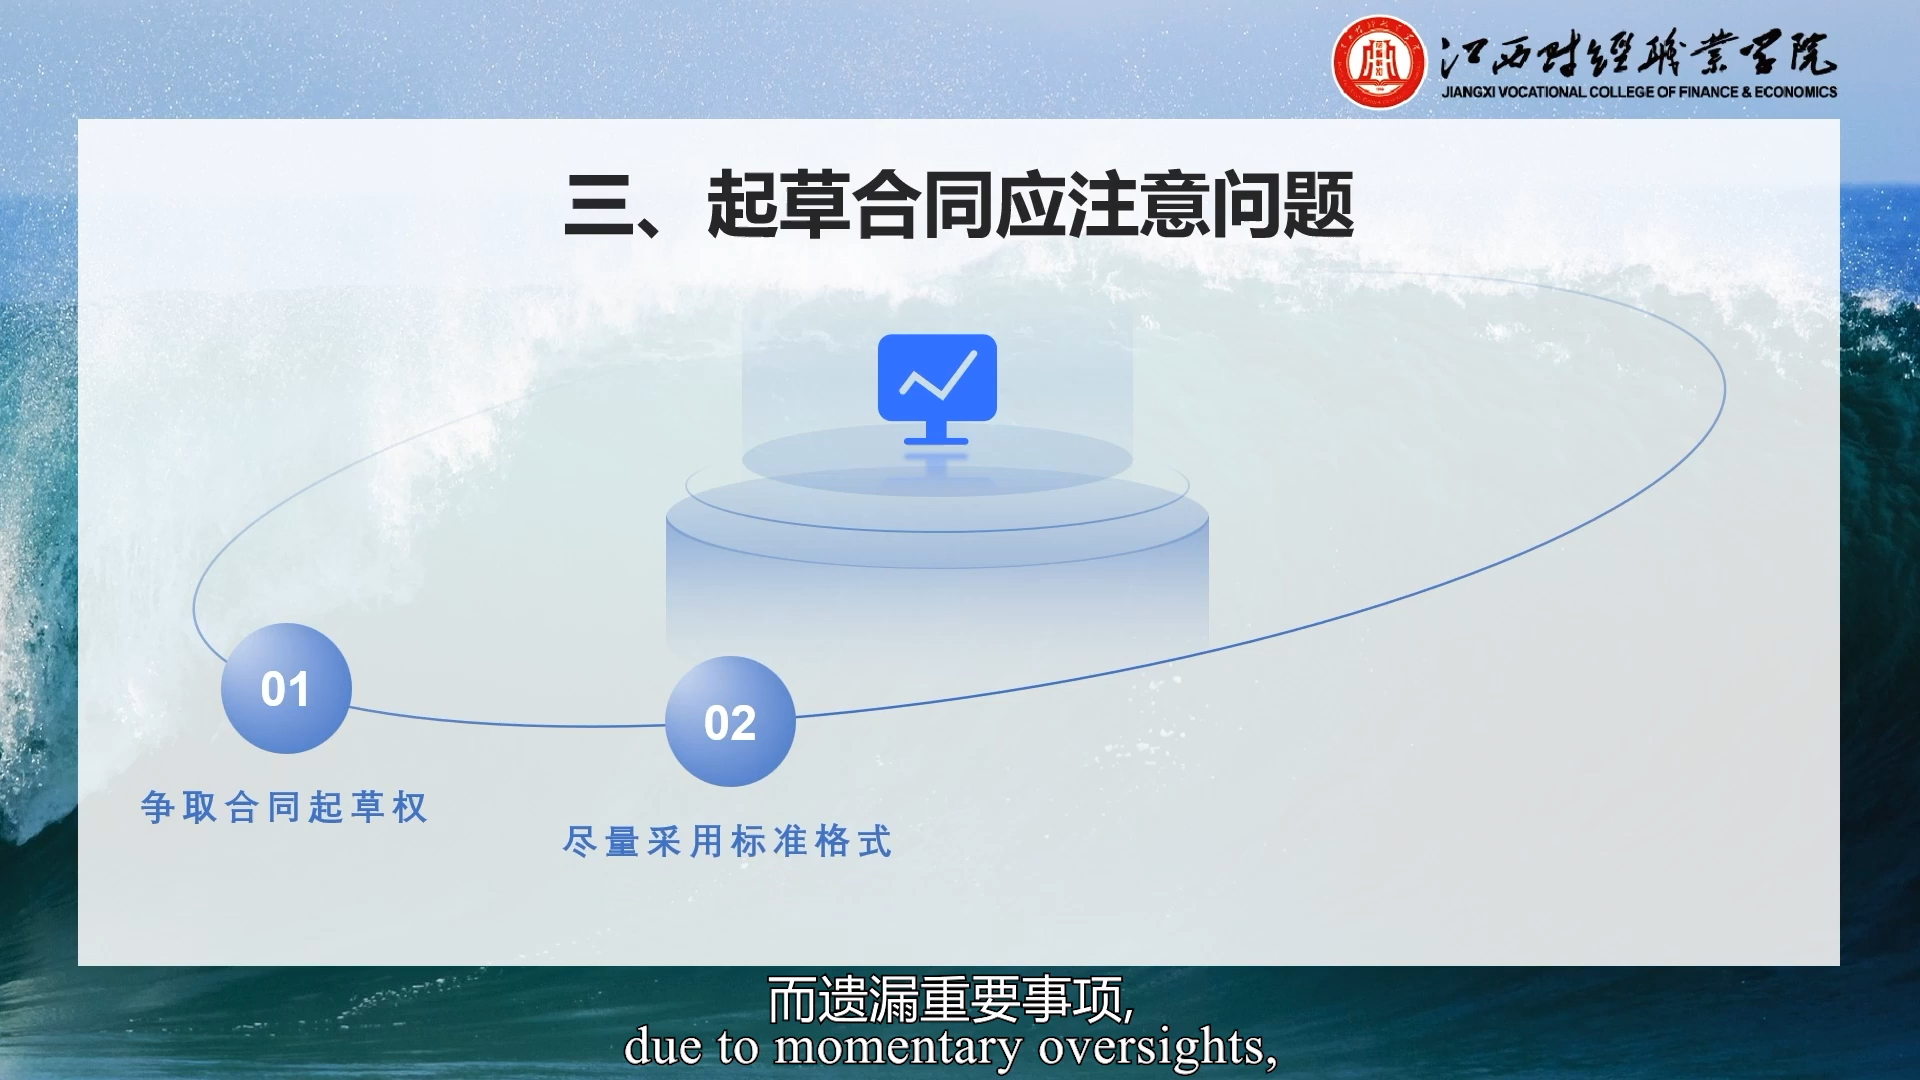 江西财经職業学院
JIANGXI VOCATIONAL COLLEGE OF FINANCE & ECONOMICS
三、起草合同应注意问题
01
02
争取合同起草权
尽量采用标准格式
而遗漏重要事项,
due to momentary oversights,